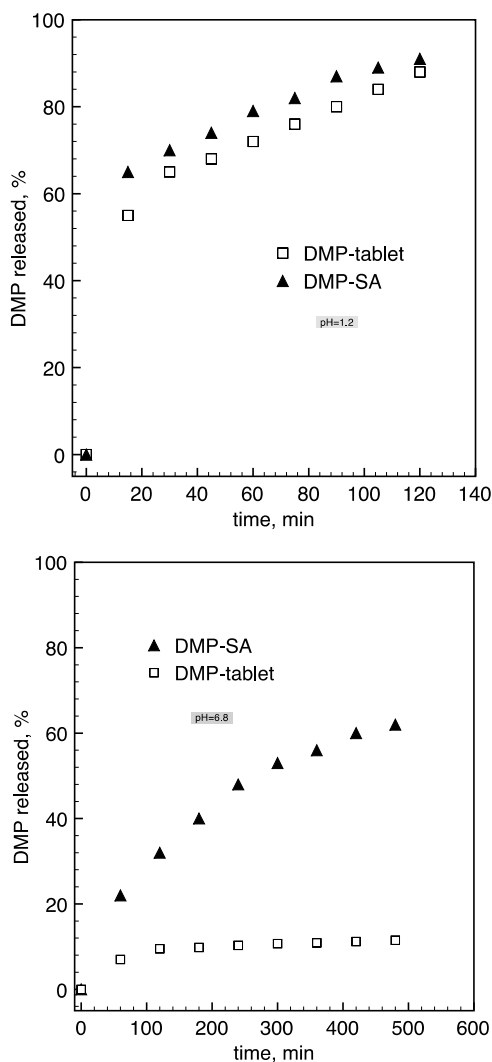 100
80
60
40
20
0
DMP released, %
DMP-tablet
DMP-SA
pH=1.2
0 20 40 60 80 100 120 140
time, min
100
80
60
40
20
0
DMP released, %
DMP-SA
DMP-tablet
pH=6.8
0 100 200 300 400 500 600
time, min